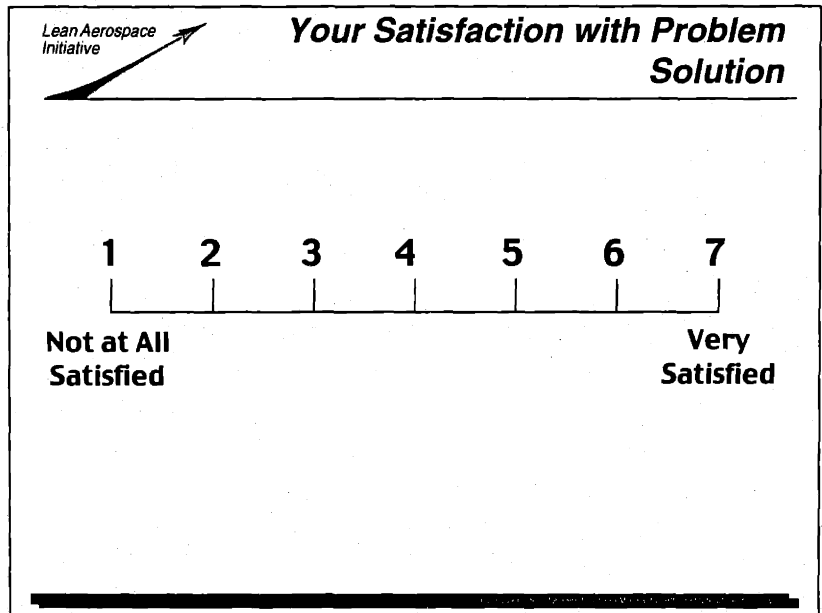 Lean Aerospace
Initiative
Your Satisfaction with Problem
Solution
1 2 3 4 5 6 7
Not at All Very
Satisfied Satisfied